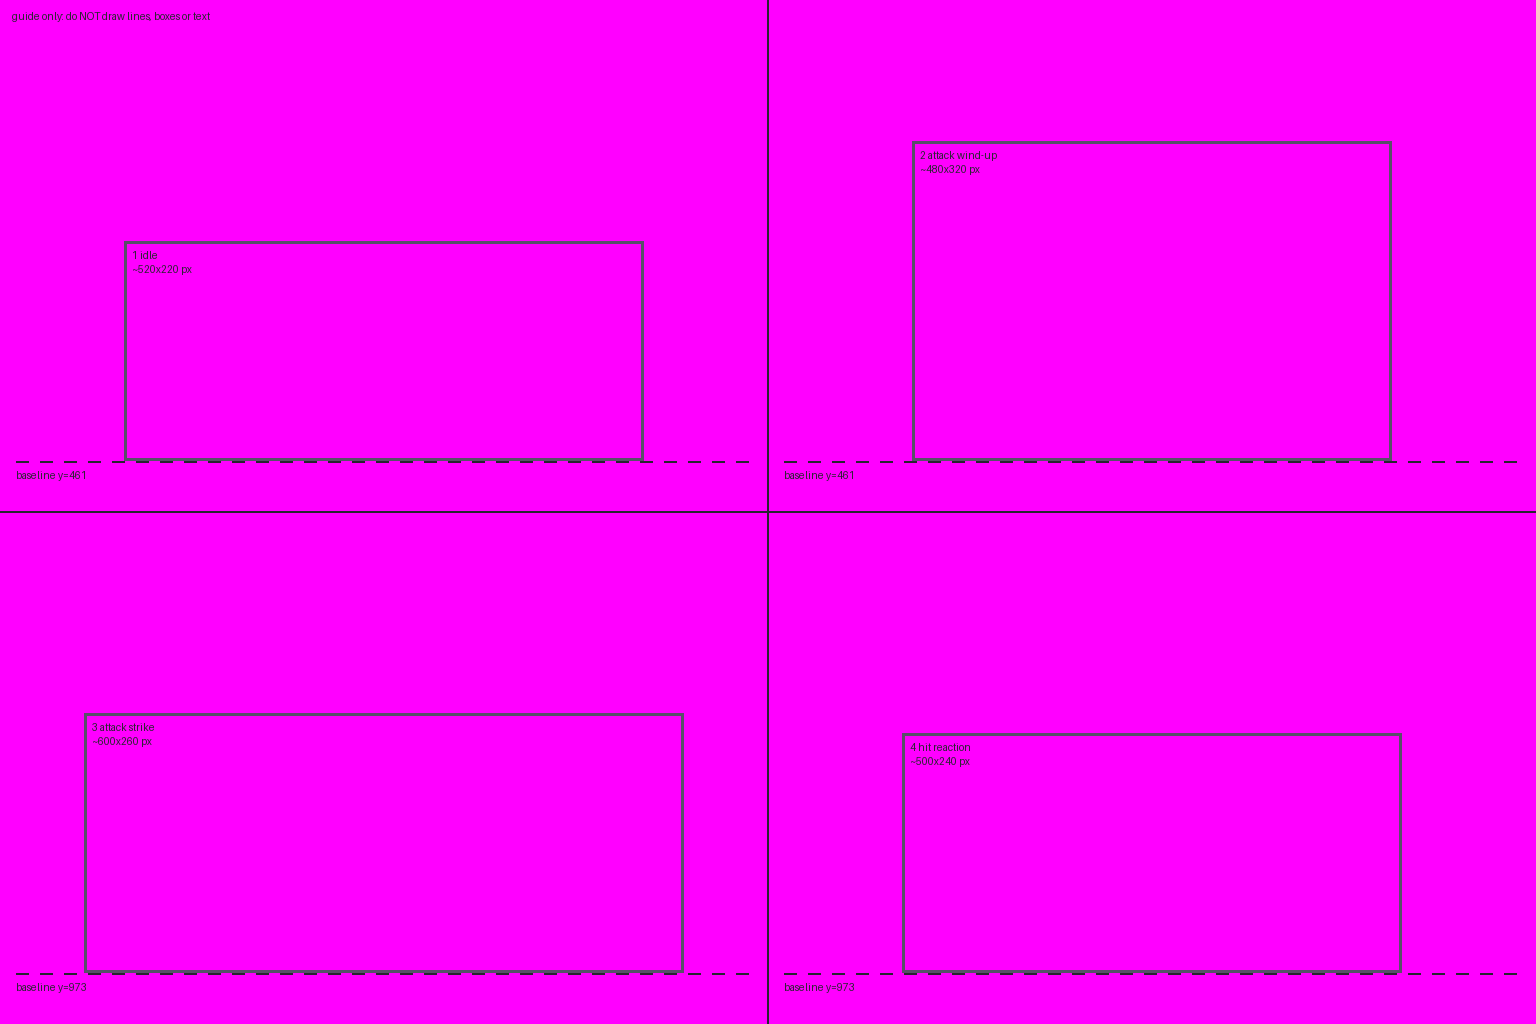 guide only: do NOT draw lines, boxes or text
2 attack wind-up
~480x320 px
1 idle
~520x220 px
baseline y=461
baseline y=461
3 attack strike
~600x260 px
4 hit reaction
~500x240 px
baseline y=973
baseline y=973